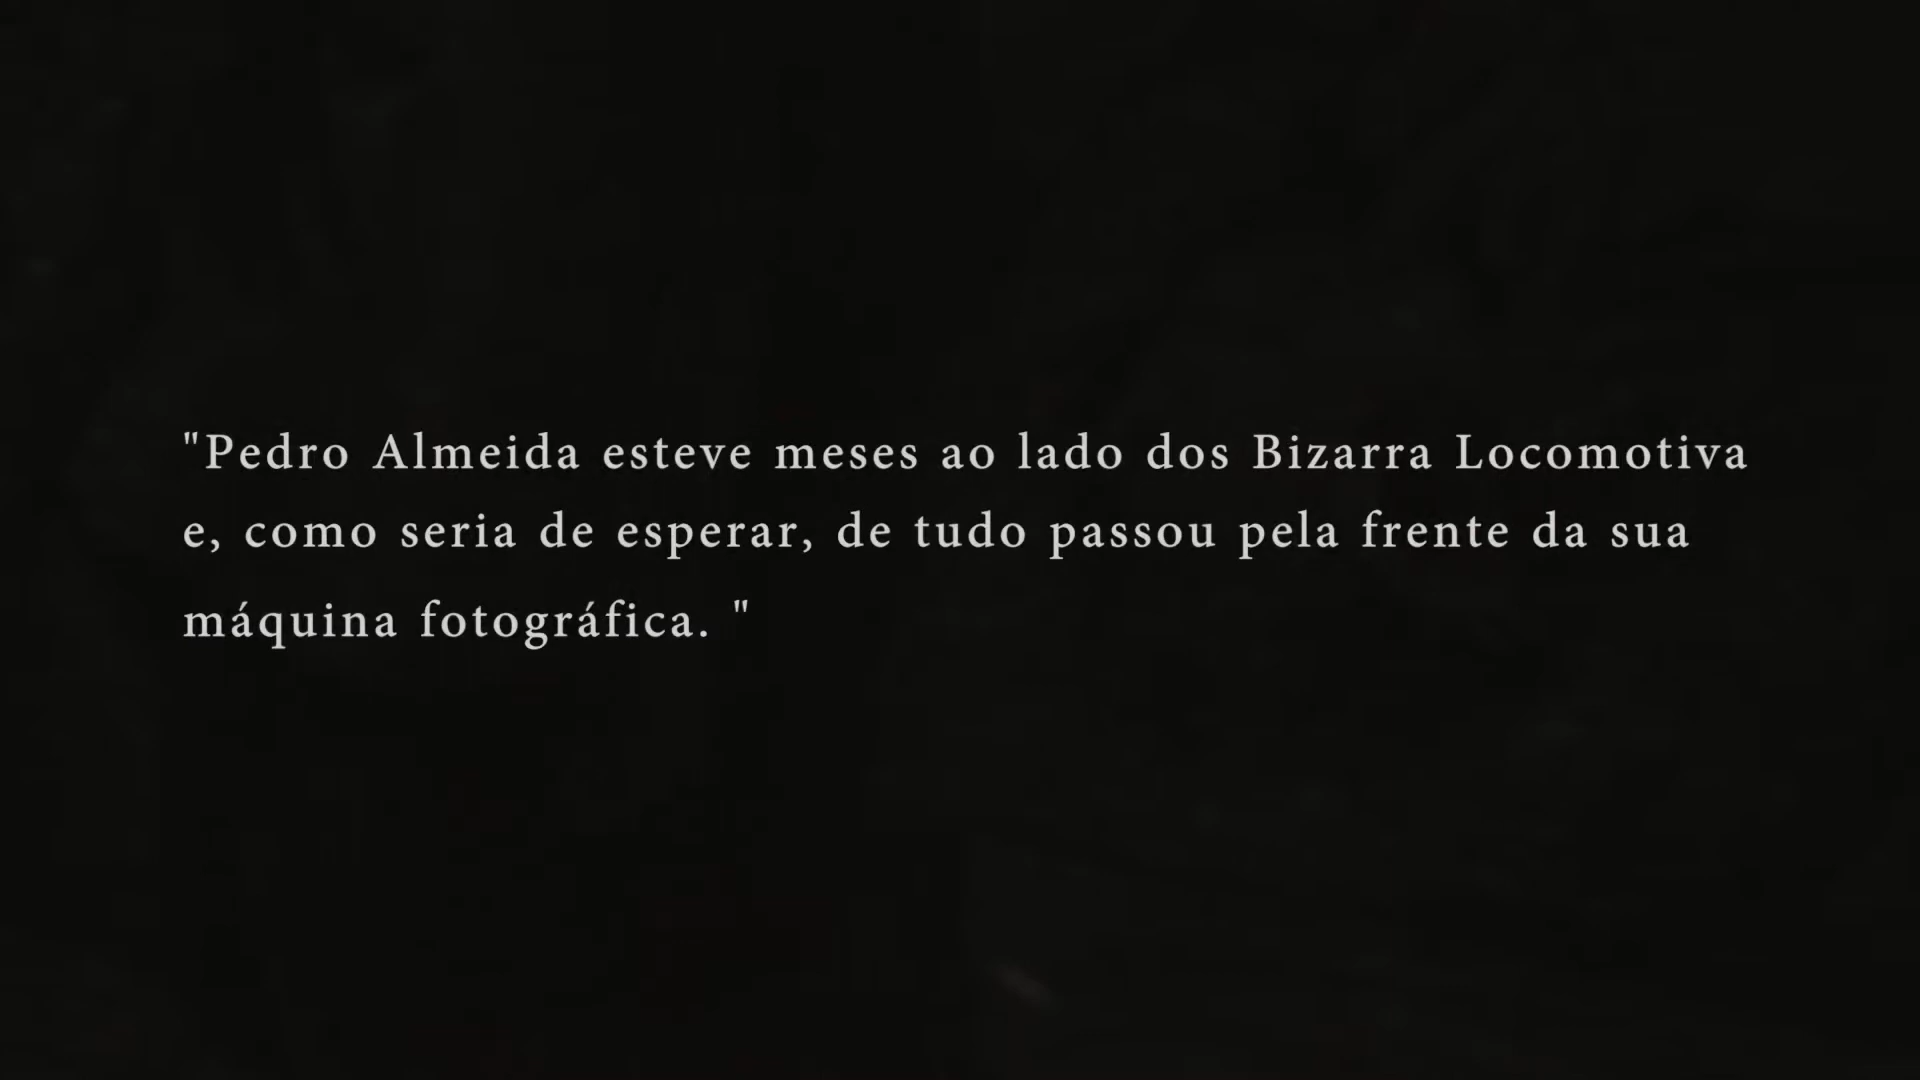 "Pedro Almeida esteve meses ao lado dos Bizarra Locomotiva
e, como seria de esperar, de tudo passou pela frente da sua
máquina fotográfica. "